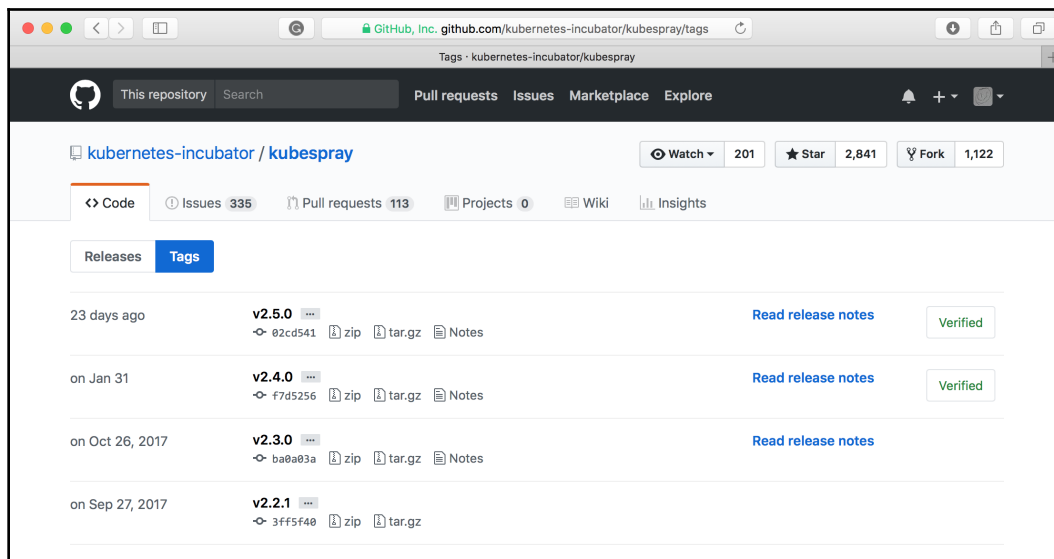 GitHub, Inc. github.com/kubernetes-incubator/kubespray/tags
Tags · kubernetes-incubator/kubespray
This repository Search Pull requests Issues Marketplace Explore
kubernetes-incubator / kubespray Watch 201 Star 2,841 Fork 1,122
Code Issues 335 Pull requests 113 Projects 0 Wiki Insights
Releases Tags
23 days ago v2.5.0 Read release notes Verified
02cd541 zip tar.gz Notes
on Jan 31 v2.4.0 Read release notes Verified
f7d5256 zip tar.gz Notes
on Oct 26, 2017 v2.3.0 Read release notes
ba0a03a zip tar.gz Notes
on Sep 27, 2017 v2.2.1
3ff5f40 zip tar.gz